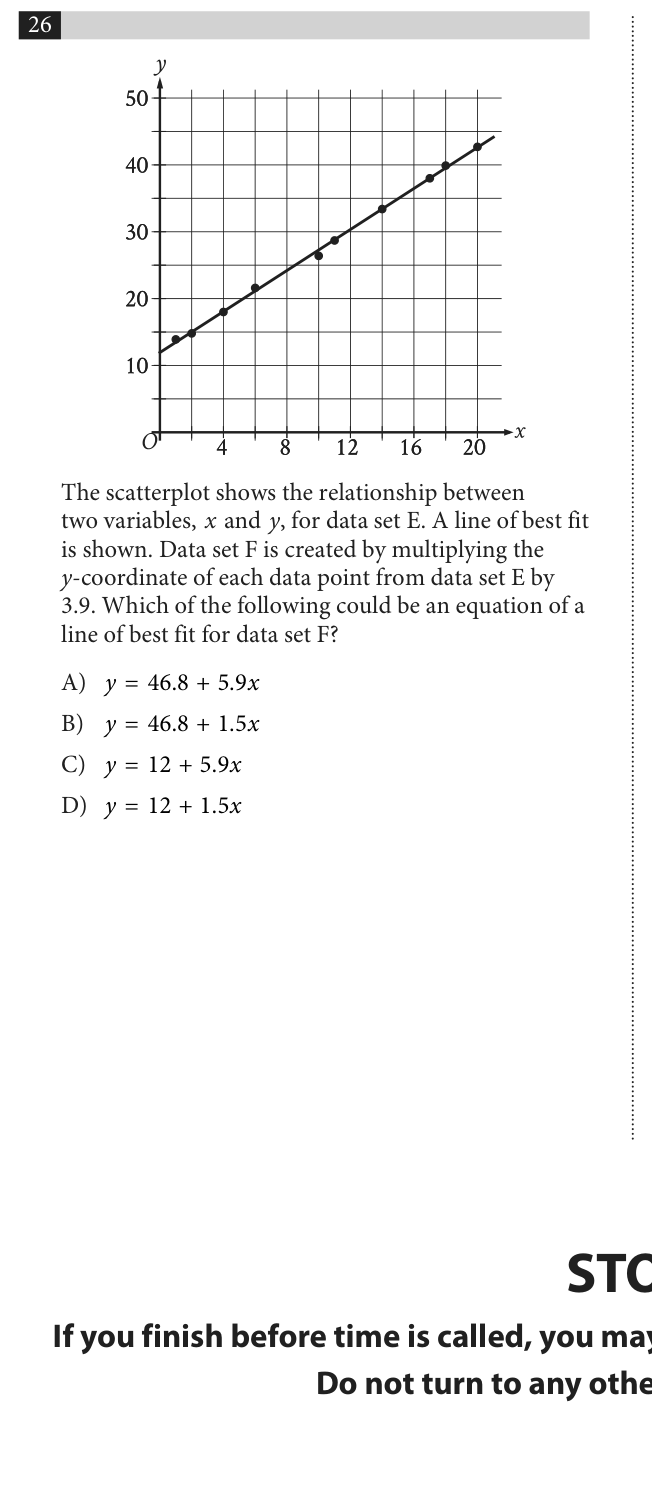 26
y
50
40
30
20
10
O
4 8 12 16 20 x
The scatterplot shows the relationship between
two variables, x and y, for data set E. A line of best fit
is shown. Data set F is created by multiplying the
y-coordinate of each data point from data set E by
3.9. Which of the following could be an equation of a
line of best fit for data set F?
A) y = 46.8 + 5.9x
B) y = 46.8 + 1.5x
C) y = 12 + 5.9x
D) y = 12 + 1.5x
STO
If you finish before time is called, you may
Do not turn to any othe